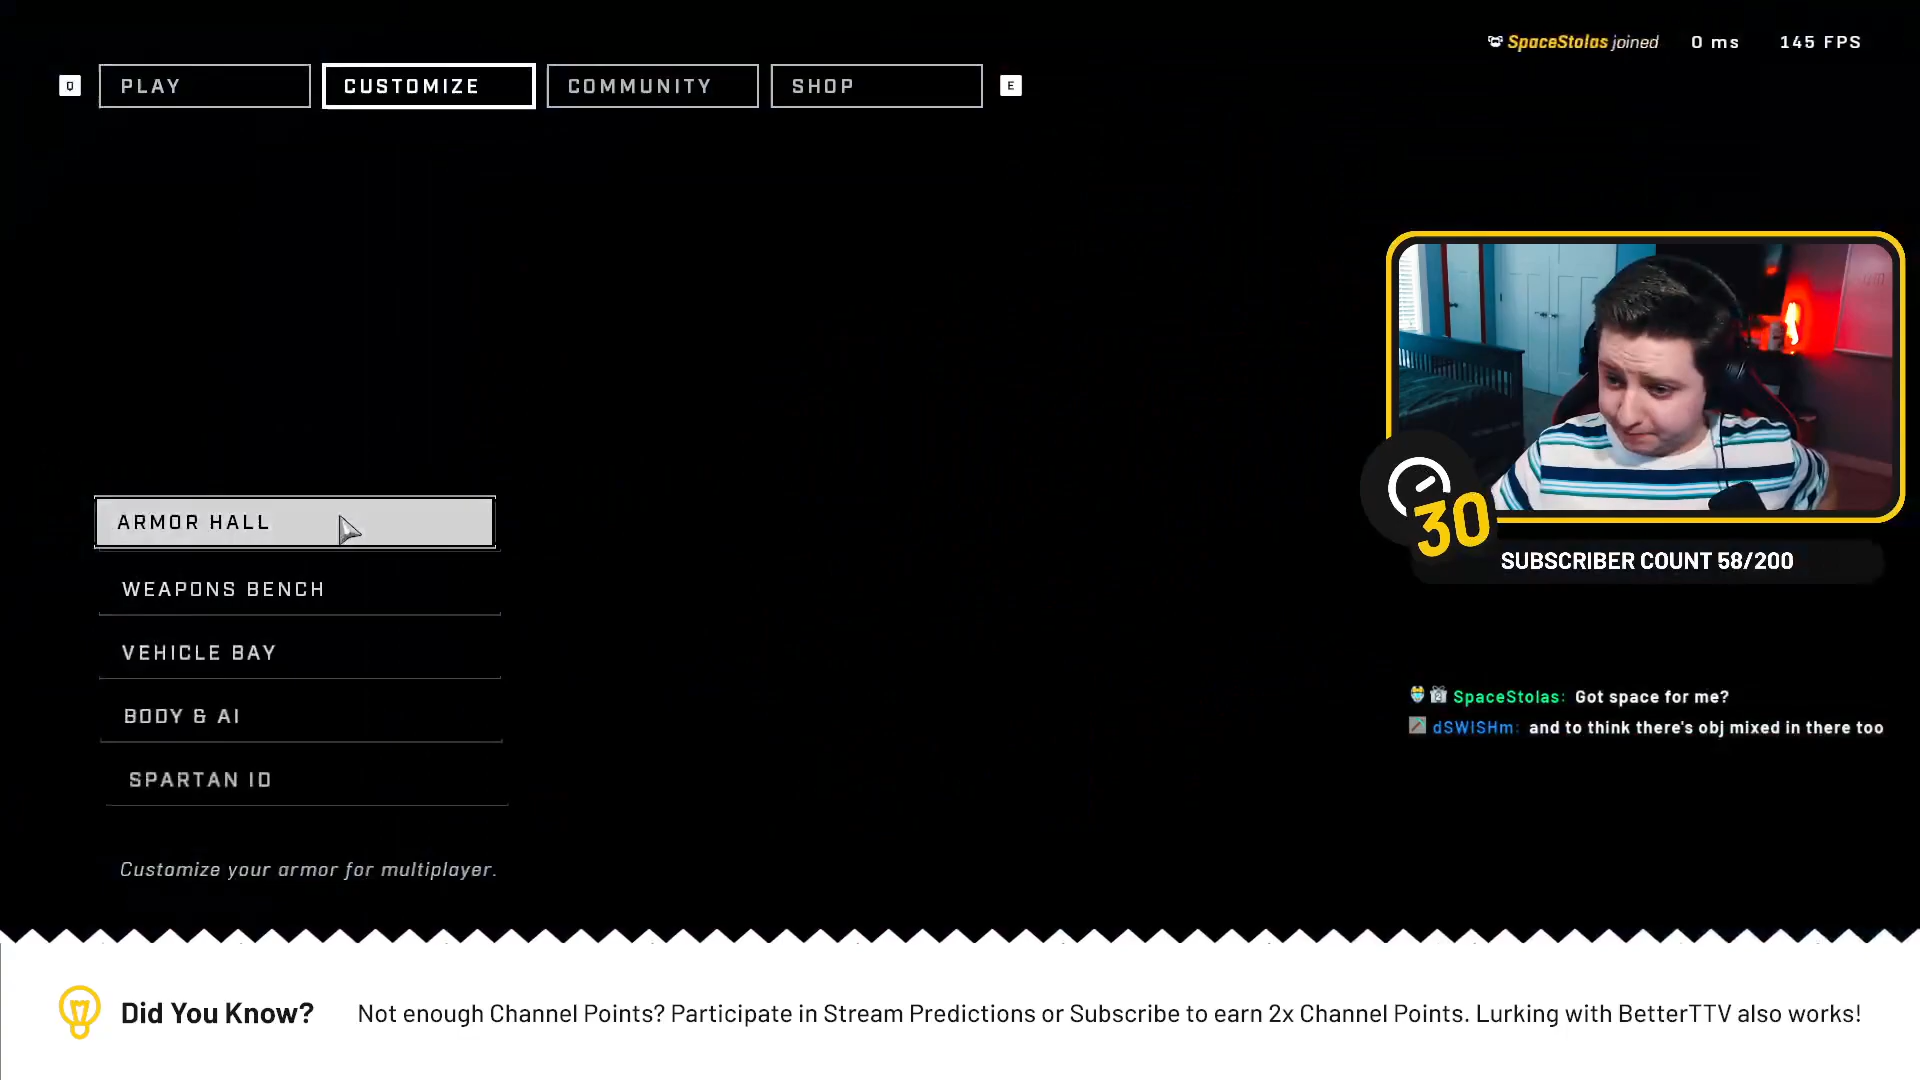 SpaceStolas joined
0 ms
145 FPS
Q
PLAY
CUSTOMIZE
COMMUNITY
SHOP
E
ARMOR HALL
WEAPONS BENCH
VEHICLE BAY
BODY & AI
SPARTAN ID
Customize your armor for multiplayer.
30
SUBSCRIBER COUNT 58/200
SpaceStolas: Got space for me?
dSWISHm: and to think there's obj mixed in there too
Did You Know?
Not enough Channel Points? Participate in Stream Predictions or Subscribe to earn 2x Channel Points. Lurking with BetterTTV also works!